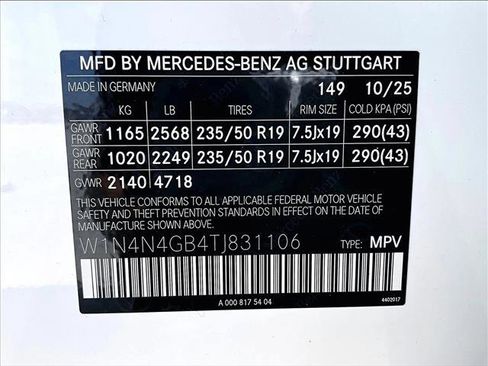 MFD BY MERCEDES-BENZ AG STUTTGART
MADE IN GERMANY 149 10/25
KG LB TIRES RIM SIZE COLD KPA (PSI)
GAWR FRONT 1165 2568 235/50 R19 7.5Jx19 290(43)
GAWR REAR 1020 2249 235/50 R19 7.5Jx19 290(43)
GVWR 2140 4718
THIS VEHICLE CONFORMS TO ALL APPLICABLE FEDERAL MOTOR VEHICLE
SAFETY AND THEFT PREVENTION STANDARDS IN EFFECT ON THE DATE
OF MANUFACTURE SHOWN ABOVE.
W1N4N4GB4TJ831106 TYPE: MPV
A 000 817 54 04 4402017